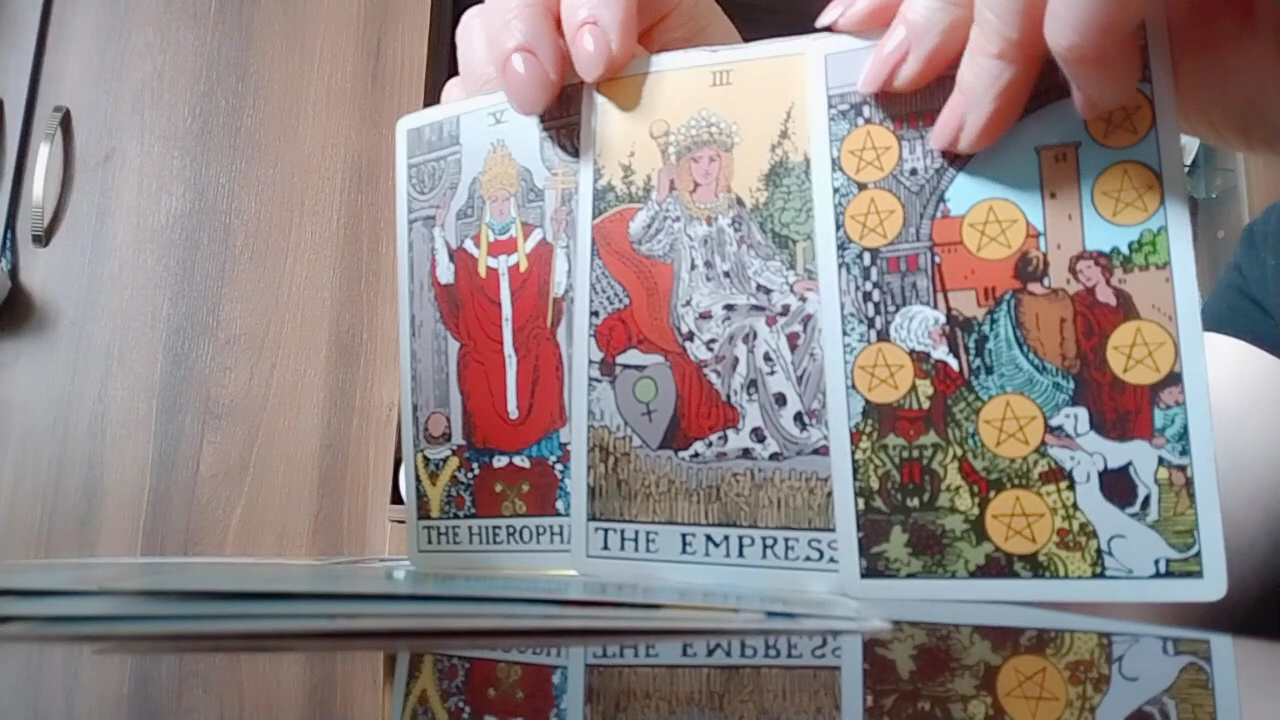 V
THE HIEROPH
III
THE EMPRESS